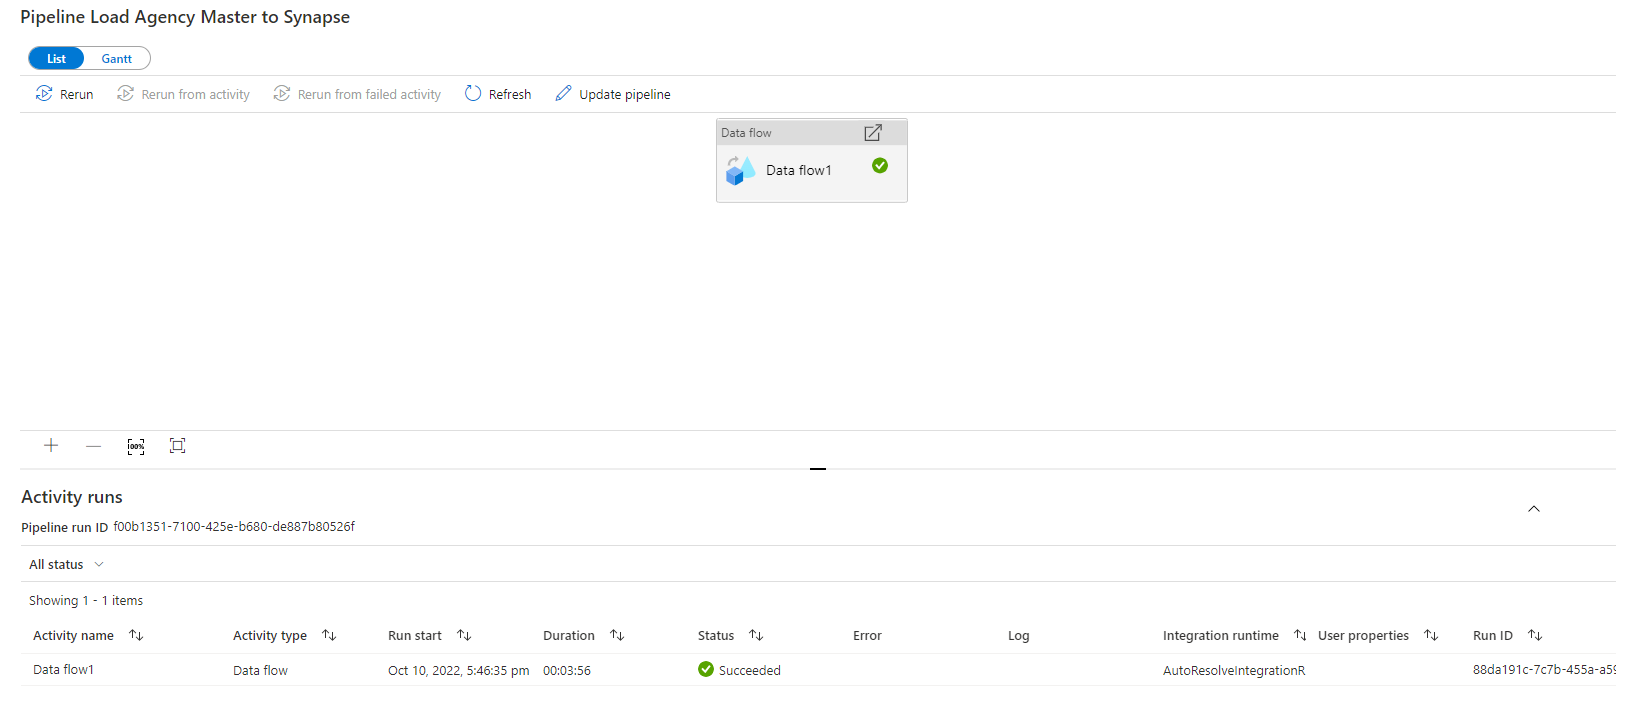 Pipeline Load Agency Master to Synapse
List Gantt
Rerun Rerun from activity Rerun from failed activity Refresh Update pipeline
Data flow
Data flow1
100%
Activity runs
Pipeline run ID f00b1351-7100-425e-b680-de887b80526f
All status
Showing 1 - 1 items
Activity name Activity type Run start Duration Status Error Log Integration runtime User properties Run ID
Data flow1 Data flow Oct 10, 2022, 5:46:35 pm 00:03:56 Succeeded AutoResolveIntegrationR 88da191c-7c7b-455a-a59